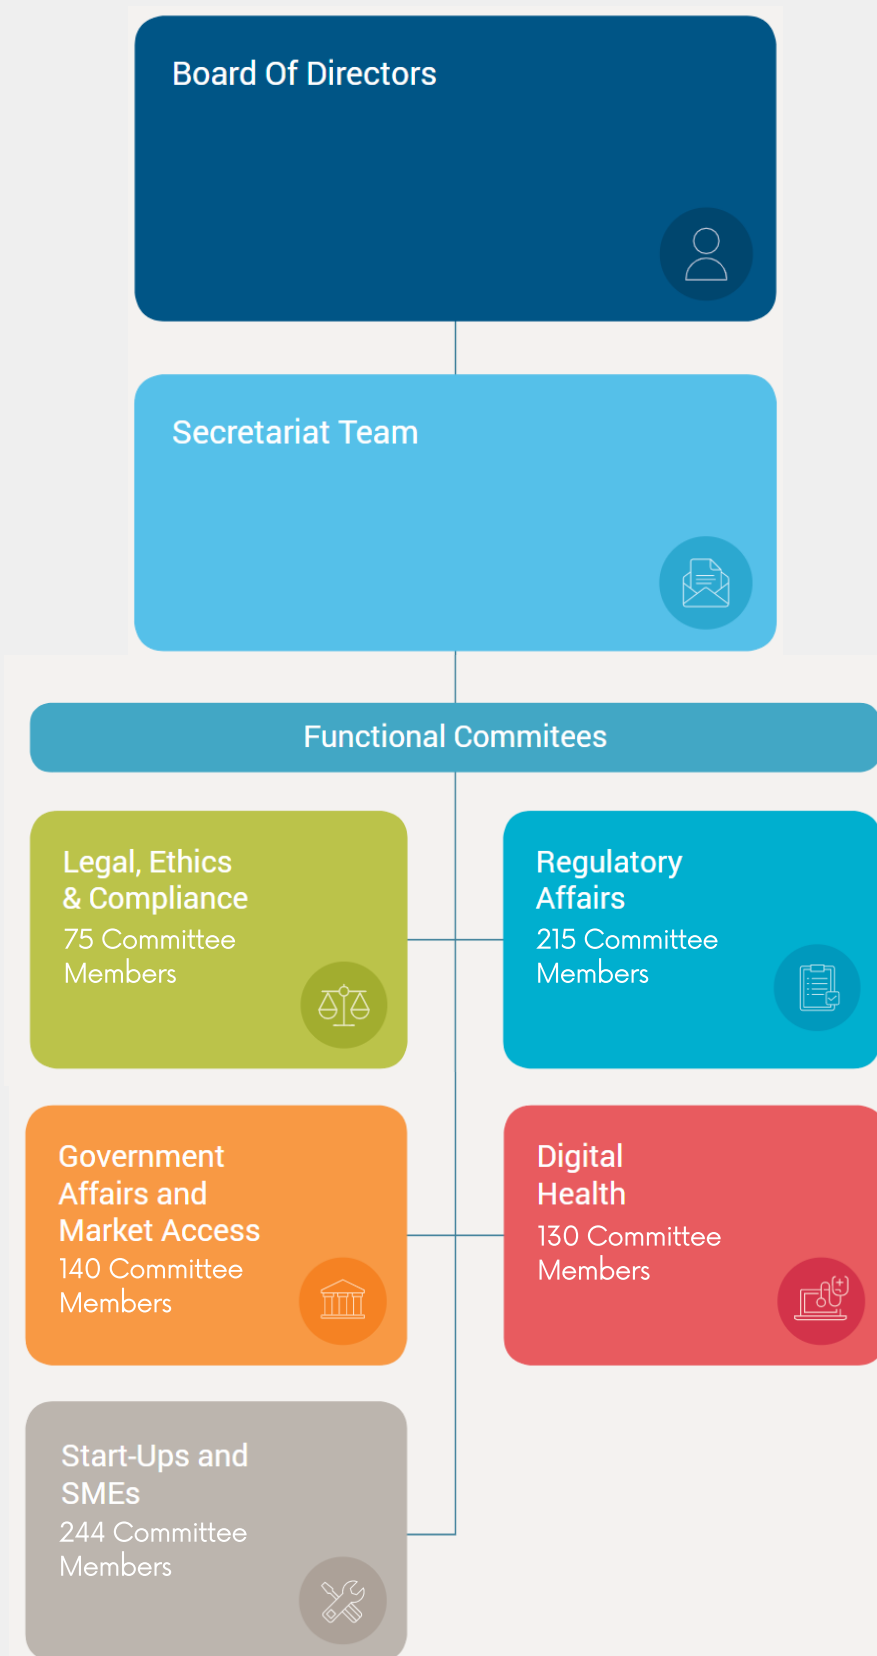 Board Of Directors
Secretariat Team
Functional Commitees
Legal, Ethics
& Compliance
75 Committee
Members
Regulatory
Affairs
215 Committee
Members
Government
Affairs and
Market Access
140 Committee
Members
Digital
Health
130 Committee
Members
Start-Ups and
SMEs
244 Committee
Members